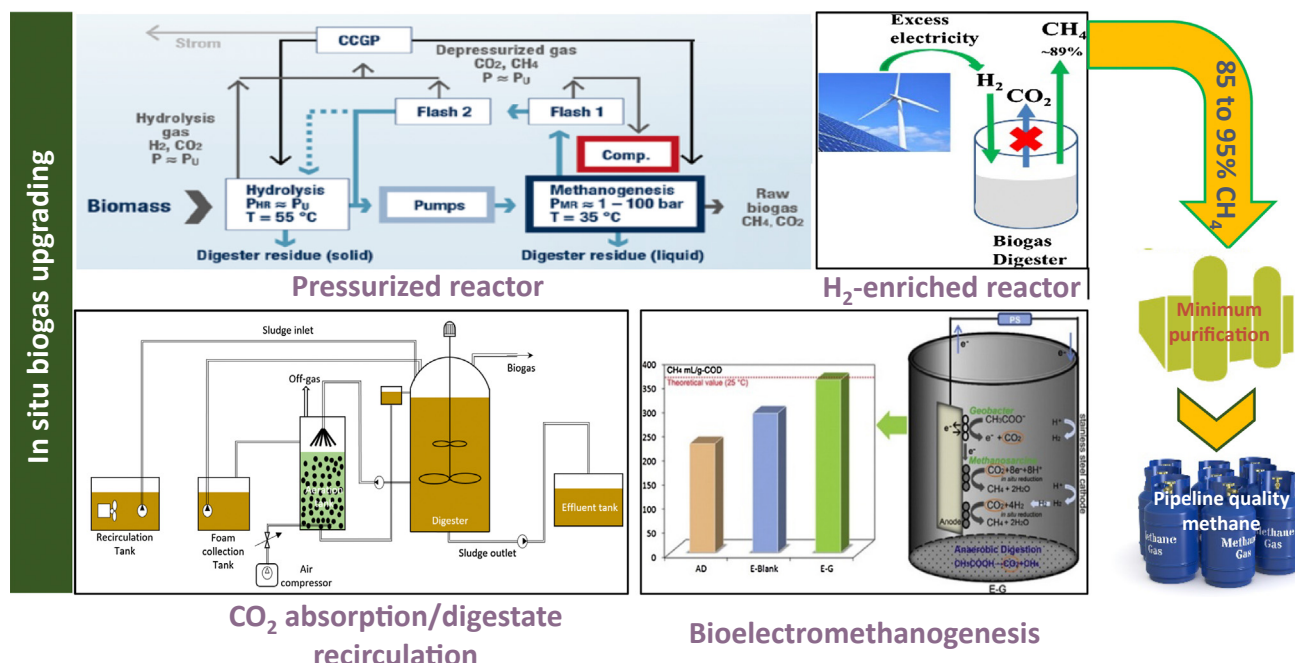 In situ biogas upgrading
Strom
CCGP
Depressurized gas
CO₂, CH₄
P ≈ Pᵤ
Flash 2
Flash 1
Hydrolysis
gas
H₂, CO₂
P ≈ Pᵤ
Comp.
Biomass
Hydrolysis
PHR ≈ Pᵤ
T = 55 °C
Pumps
Methanogenesis
PMR ≈ 1 – 100 bar
T = 35 °C
Raw
biogas
CH₄, CO₂
Digester residue (solid)
Digester residue (liquid)
Pressurized reactor
Excess
electricity
CH₄
~89%
H₂
CO₂
Biogas
Digester
H₂-enriched reactor
85 to 95% CH₄
Minimum
purification
Pipeline quality
methane
Methane
Gas
Methane
Gas
Methane
Gas
Sludge inlet
Off-gas
Biogas
Digester
Effluent tank
Recirculation
Tank
Foam
collection
Tank
Sludge outlet
Air
compressor
CO₂ absorption/digestate
recirculation
400
350
300
250
200
150
100
50
0
CH₄ mL/g-COD
Theoretical value (25 °C)
AD
E-Blank
E-G
PS
e⁻
e⁻
Geobacter
CH₃COO⁻
e⁻
e⁻ + CO₂
e⁻
H⁺
H₂
Methanosarcina
CO₂+8e⁻+8H⁺
in situ reduction
CH₄ + 2H₂O
H⁺
CO₂+4H₂
H₂
H₂
in situ reduction
CH₄ + 2H₂O
Anode
stainless steel cathode
Anaerobic Digestion
CH₃COOH→CO₂+CH₄
E-G
Bioelectromethanogenesis